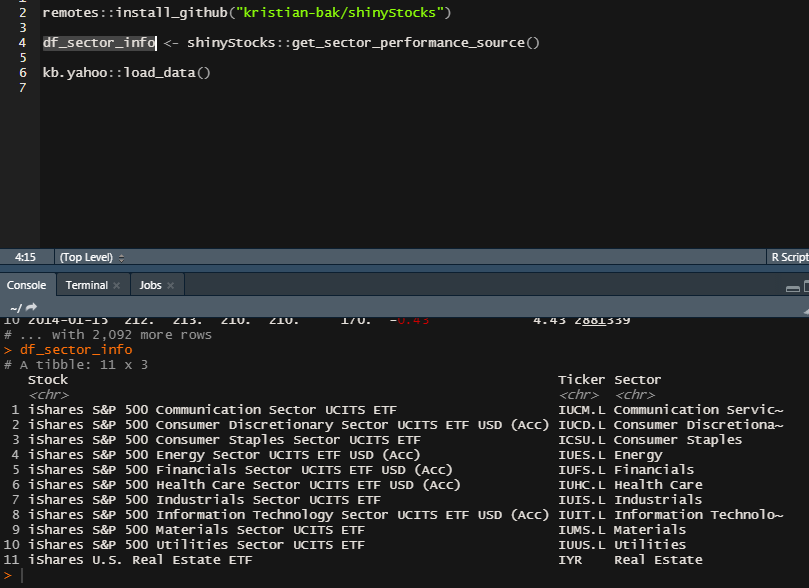 1
2 remotes::install_github("kristian-bak/shinyStocks")
3
4 df_sector_info <- shinyStocks::get_sector_performance_source()
5
6 kb.yahoo::load_data()
7
4:15 (Top Level) R Script
Console Terminal Jobs
~/
10 2014-01-15 212. 213. 210. 210. 170. -0.43 4.43 2881339
# ... with 2,092 more rows
> df_sector_info
# A tibble: 11 x 3
Stock Ticker Sector
<chr> <chr> <chr>
1 iShares S&P 500 Communication Sector UCITS ETF IUCM.L Communication Servic~
2 iShares S&P 500 Consumer Discretionary Sector UCITS ETF USD (Acc) IUCD.L Consumer Discretiona~
3 iShares S&P 500 Consumer Staples Sector UCITS ETF ICSU.L Consumer Staples
4 iShares S&P 500 Energy Sector UCITS ETF USD (Acc) IUES.L Energy
5 iShares S&P 500 Financials Sector UCITS ETF USD (Acc) IUFS.L Financials
6 iShares S&P 500 Health Care Sector UCITS ETF USD (Acc) IUHC.L Health Care
7 iShares S&P 500 Industrials Sector UCITS ETF IUIS.L Industrials
8 iShares S&P 500 Information Technology Sector UCITS ETF USD (Acc) IUIT.L Information Technolo~
9 iShares S&P 500 Materials Sector UCITS ETF IUMS.L Materials
10 iShares S&P 500 Utilities Sector UCITS ETF IUUS.L Utilities
11 iShares U.S. Real Estate ETF IYR Real Estate
>